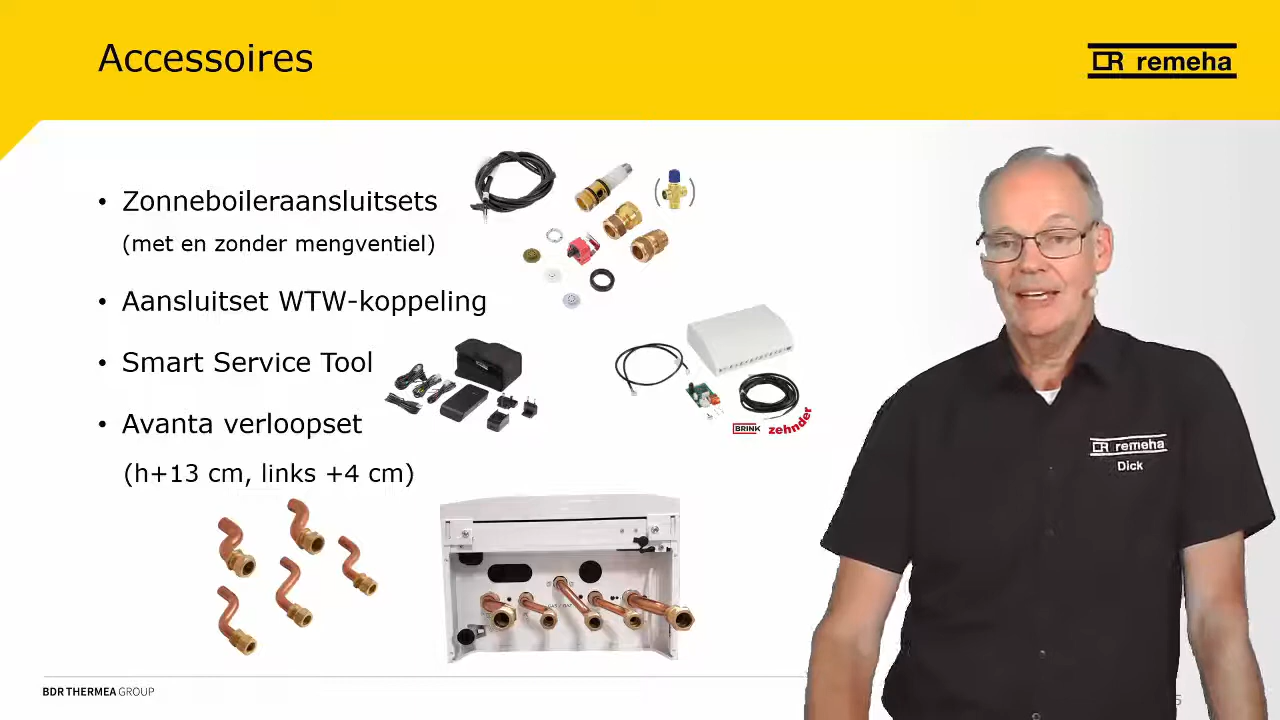 Accessoires
remeha
• Zonneboileraansluitsets
(met en zonder mengventiel)
• Aansluitset WTW-koppeling
• Smart Service Tool
• Avanta verloopset
(h+13 cm, links +4 cm)
BRINK
zehnder
remeha
Dick
BDR THERMEA GROUP